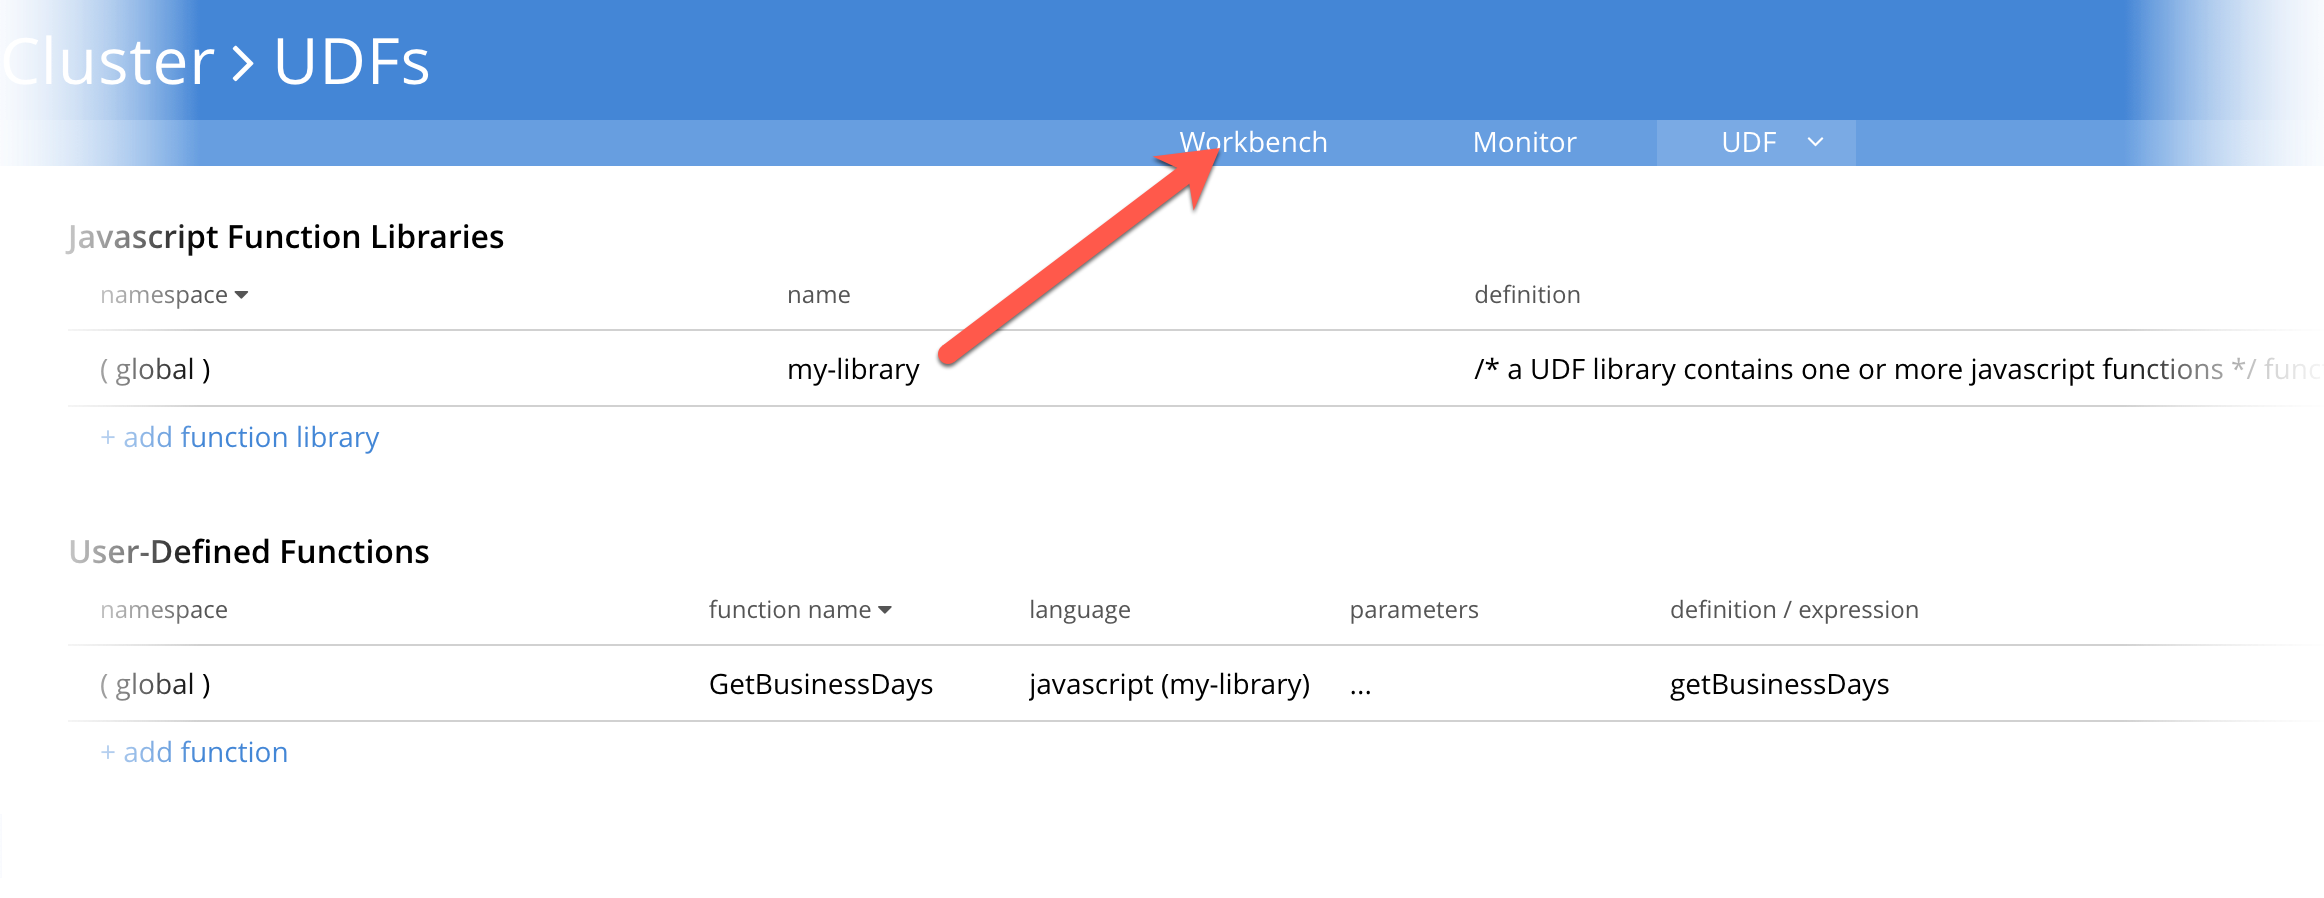 Cluster > UDFs
Workbench Monitor UDF
Javascript Function Libraries
namespace name definition
( global ) my-library /* a UDF library contains one or more javascript functions */ func
+ add function library
User-Defined Functions
namespace function name language parameters definition / expression
( global ) GetBusinessDays javascript (my-library) ... getBusinessDays
+ add function